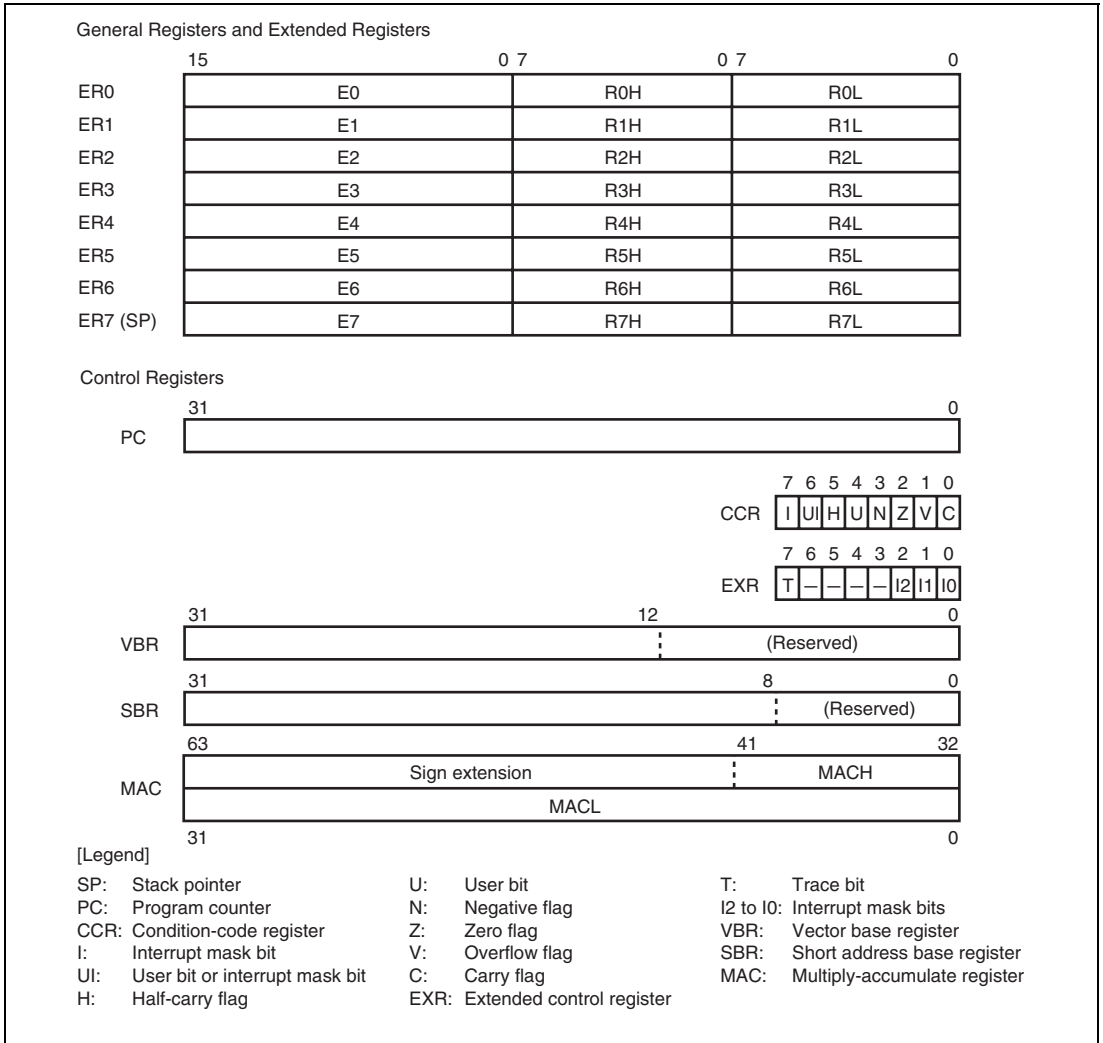 General Registers and Extended Registers
15 0 7 0 7 0
ER0 E0 R0H R0L
ER1 E1 R1H R1L
ER2 E2 R2H R2L
ER3 E3 R3H R3L
ER4 E4 R4H R4L
ER5 E5 R5H R5L
ER6 E6 R6H R6L
ER7 (SP) E7 R7H R7L
Control Registers
31 0
PC
7 6 5 4 3 2 1 0
CCR I UI H U N Z V C
7 6 5 4 3 2 1 0
EXR T — — — — I2 I1 I0
31 12 0
VBR (Reserved)
31 8 0
SBR (Reserved)
63 41 32
MAC Sign extension MACH
MACL
31 0
[Legend]
SP: Stack pointer U: User bit T: Trace bit
PC: Program counter N: Negative flag I2 to I0: Interrupt mask bits
CCR: Condition-code register Z: Zero flag VBR: Vector base register
I: Interrupt mask bit V: Overflow flag SBR: Short address base register
UI: User bit or interrupt mask bit C: Carry flag MAC: Multiply-accumulate register
H: Half-carry flag EXR: Extended control register